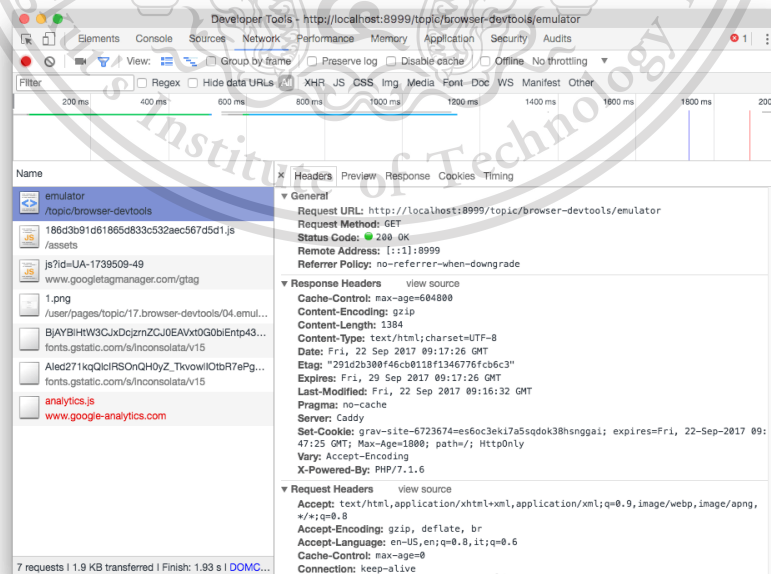 Developer Tools - http://localhost:8999/topic/browser-devtools/emulator
Elements Console Sources Network Performance Memory Application Security Audits 1
View: Group by frame Preserve log Disable cache Offline No throttling
Filter Regex Hide data URLs All XHR JS CSS Img Media Font Doc WS Manifest Other
200 ms 400 ms 600 ms 800 ms 1000 ms 1200 ms 1400 ms 1600 ms 1800 ms 200
Institute of Technology
Name
emulator
/topic/browser-devtools
186d3b91d61865d833c532aec567d5d1.js
/assets
js?id=UA-1739509-49
www.googletagmanager.com/gtag
1.png
/user/pages/topic/17.browser-devtools/04.emul...
BjAYBlHtW3CJxDcjzrnZCJ0EAVxt0G0biEntp43...
fonts.gstatic.com/s/inconsolata/v15
fonts.gstatic.com/s/inconsolata/v15
analytics.js
www.google-analytics.com
7 requests | 1.9 KB transferred | Finish: 1.93 s | DOMC...
× Headers Preview Response Cookies Timing
▼ General
Request URL: http://localhost:8999/topic/browser-devtools/emulator
Request Method: GET
Status Code: 200 OK
Remote Address: [::1]:8999
Referrer Policy: no-referrer-when-downgrade
▼ Response Headers view source
Cache-Control: max-age=604800
Content-Encoding: gzip
Content-Length: 1384
Content-Type: text/html;charset=UTF-8
Date: Fri, 22 Sep 2017 09:17:26 GMT
Etag: "291d2b300f46cb0118f1346776fcb6c3"
Expires: Fri, 29 Sep 2017 09:17:26 GMT
Last-Modified: Fri, 22 Sep 2017 09:16:32 GMT
Pragma: no-cache
Server: Caddy
Set-Cookie: grav-site-6723674=es6oc3eki7a5sqdok38hsnggai; expires=Fri, 22-Sep-2017 09:
47:25 GMT; Max-Age=1800; path=/; HttpOnly
Vary: Accept-Encoding
X-Powered-By: PHP/7.1.6
▼ Request Headers view source
Accept: text/html,application/xhtml+xml,application/xml;q=0.9,image/webp,image/apng,
*/*;q=0.8
Accept-Encoding: gzip, deflate, br
Accept-Language: en-US,en;q=0.8,it;q=0.6
Cache-Control: max-age=0
Connection: keep-alive